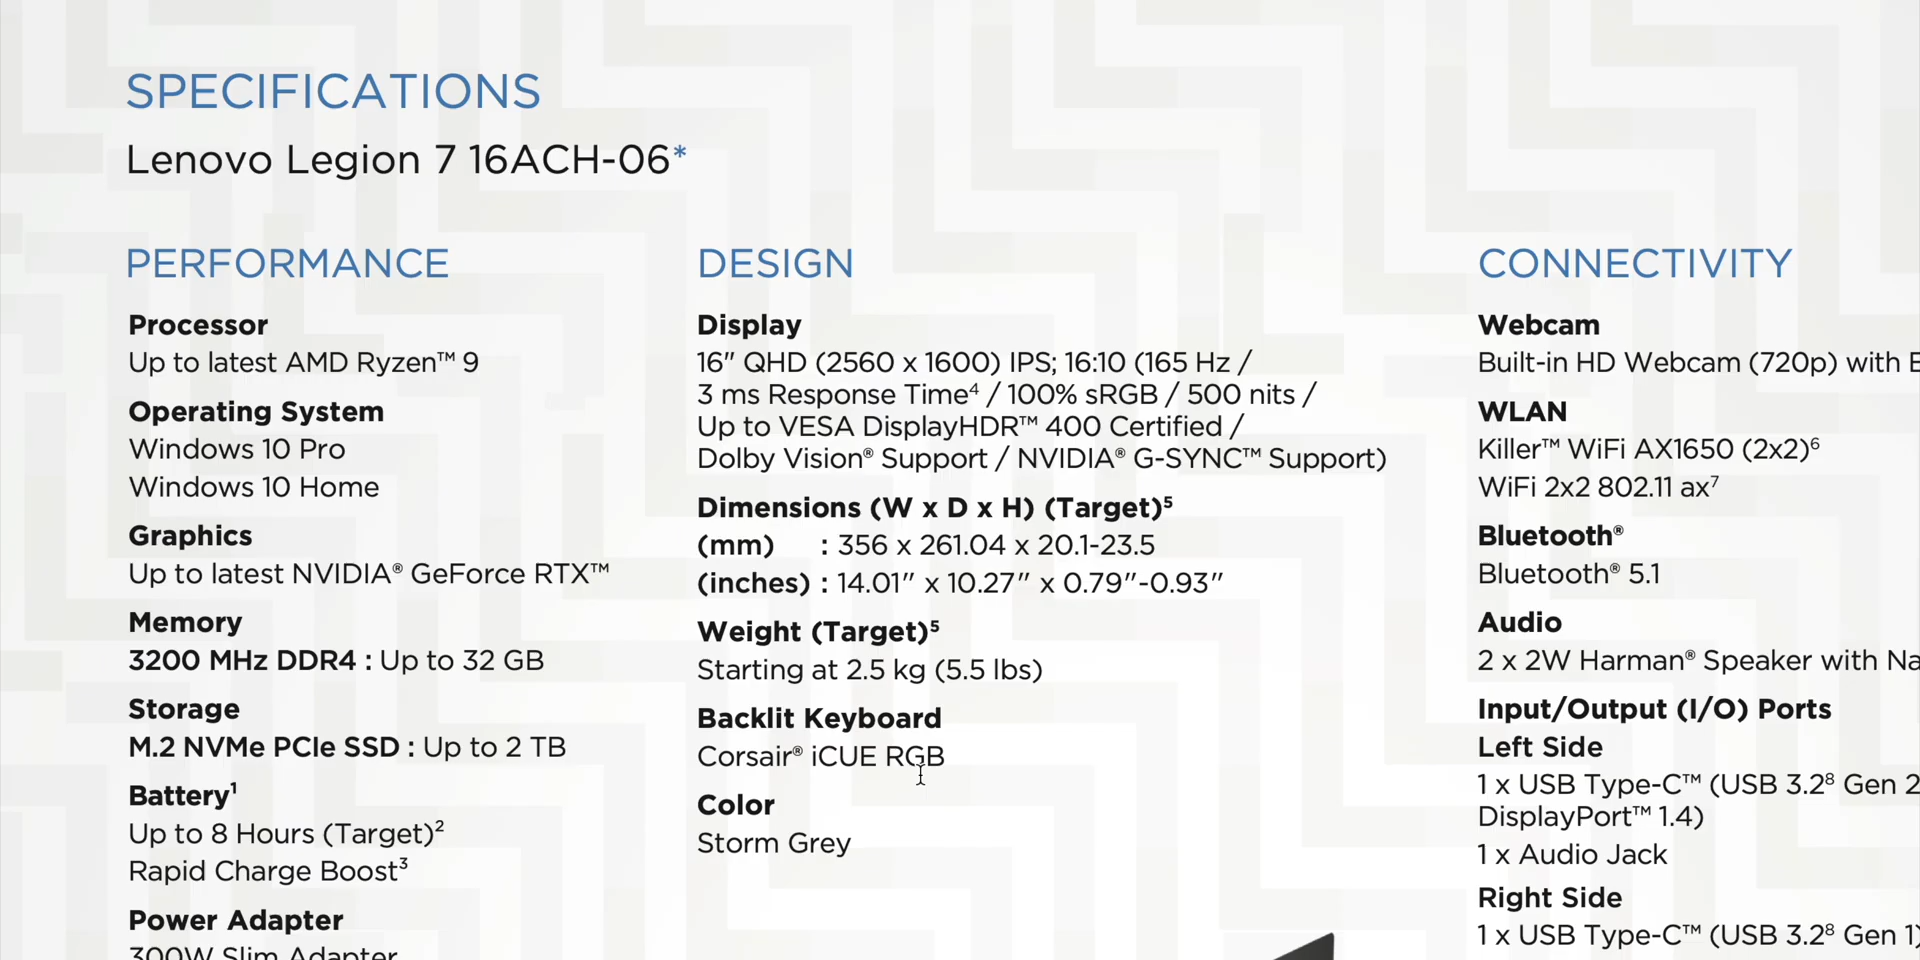 SPECIFICATIONS
Lenovo Legion 7 16ACH-06*
PERFORMANCE
Processor
Up to latest AMD Ryzen™ 9
Operating System
Windows 10 Pro
Windows 10 Home
Graphics
Up to latest NVIDIA® GeForce RTX™
Memory
3200 MHz DDR4 : Up to 32 GB
Storage
M.2 NVMe PCIe SSD : Up to 2 TB
Battery¹
Up to 8 Hours (Target)²
Rapid Charge Boost³
Power Adapter
300W Slim Adapter
DESIGN
Display
16" QHD (2560 x 1600) IPS; 16:10 (165 Hz /
3 ms Response Time⁴ / 100% sRGB / 500 nits /
Up to VESA DisplayHDR™ 400 Certified /
Dolby Vision® Support / NVIDIA® G-SYNC™ Support)
Dimensions (W x D x H) (Target)⁵
(mm) : 356 x 261.04 x 20.1-23.5
(inches) : 14.01" x 10.27" x 0.79"-0.93"
Weight (Target)⁵
Starting at 2.5 kg (5.5 lbs)
Backlit Keyboard
Corsair® iCUE RGB
Color
Storm Grey
CONNECTIVITY
Webcam
Built-in HD Webcam (720p) with
WLAN
Killer™ WiFi AX1650 (2x2)⁶
WiFi 2x2 802.11 ax⁷
Bluetooth®
Bluetooth® 5.1
Audio
2 x 2W Harman® Speaker with
Input/Output (I/O) Ports
Left Side
1 x USB Type-C™ (USB 3.2⁸ Gen 2
DisplayPort™ 1.4)
1 x Audio Jack
Right Side
1 x USB Type-C™ (USB 3.2⁸ Gen 1)